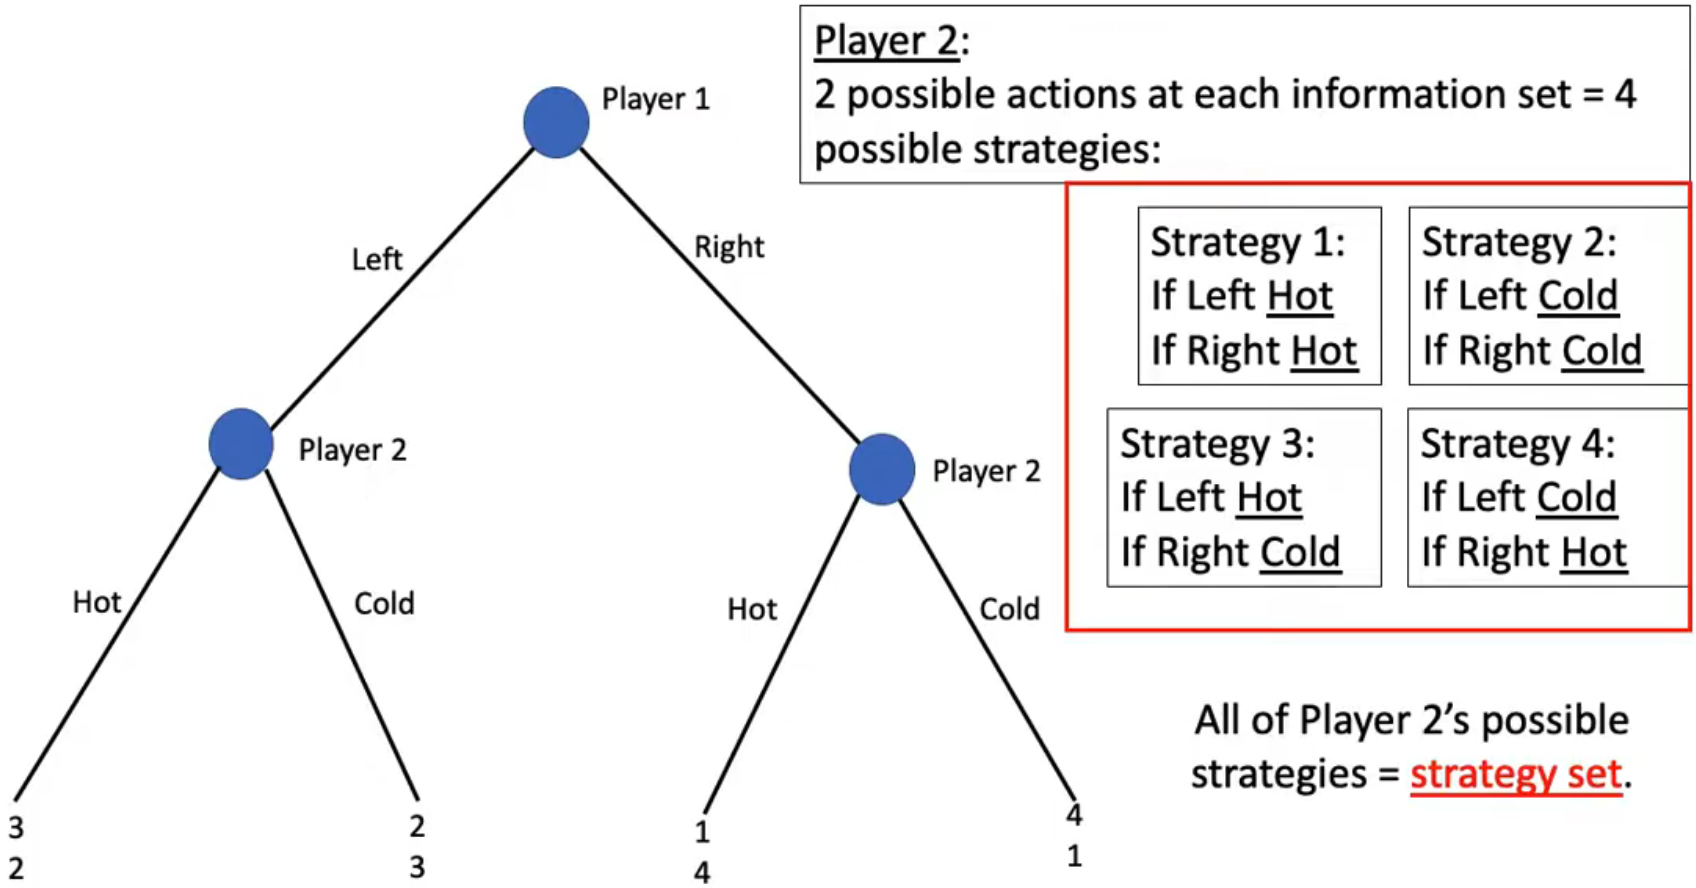 Player 2:
2 possible actions at each information set = 4
possible strategies:
Player 1
Left
Right
Strategy 1:
If Left Hot
If Right Hot
Strategy 2:
If Left Cold
If Right Cold
Strategy 3:
If Left Hot
If Right Cold
Strategy 4:
If Left Cold
If Right Hot
Player 2
Player 2
Hot
Cold
Hot
Cold
All of Player 2's possible
strategies = strategy set.
3
2
2
3
1
4
4
1